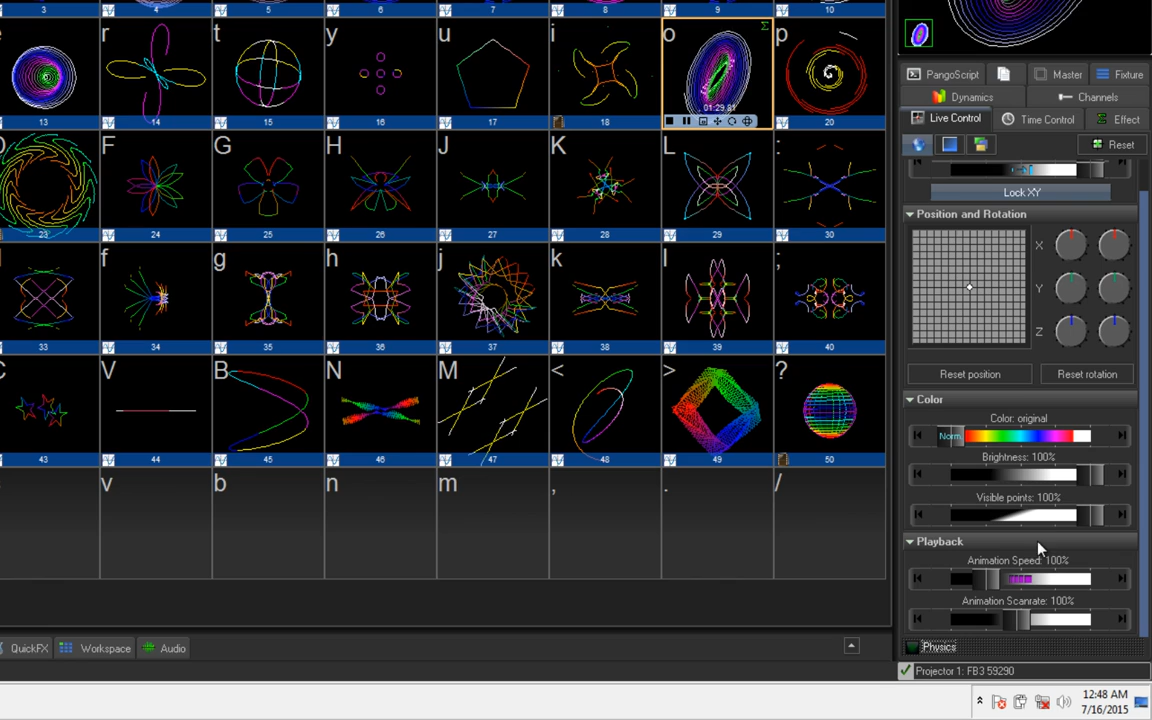 3 4 5 6 7 8 9 10
r t y u i o p
01:29.81
13 14 15 16 17 18 20
F G H J K L :
23 24 25 26 27 28 29 30
f g h j k l ;
33 34 35 36 37 38 39 40
C V B N M < > ?
43 44 45 46 47 48 49 50
v b n m , . /
QuickFX Workspace Audio
PangoScript Master Fixture
Dynamics Channels
Live Control Time Control Effect
Reset
Lock XY
Position and Rotation
X
Y
Z
Reset position Reset rotation
Color
Color: original
Norm
Brightness: 100%
Visible points: 100%
Playback
Animation Speed: 100%
Animation Scanrate: 100%
Physics
Projector 1: FB3 59290
12:48 AM
7/16/2015